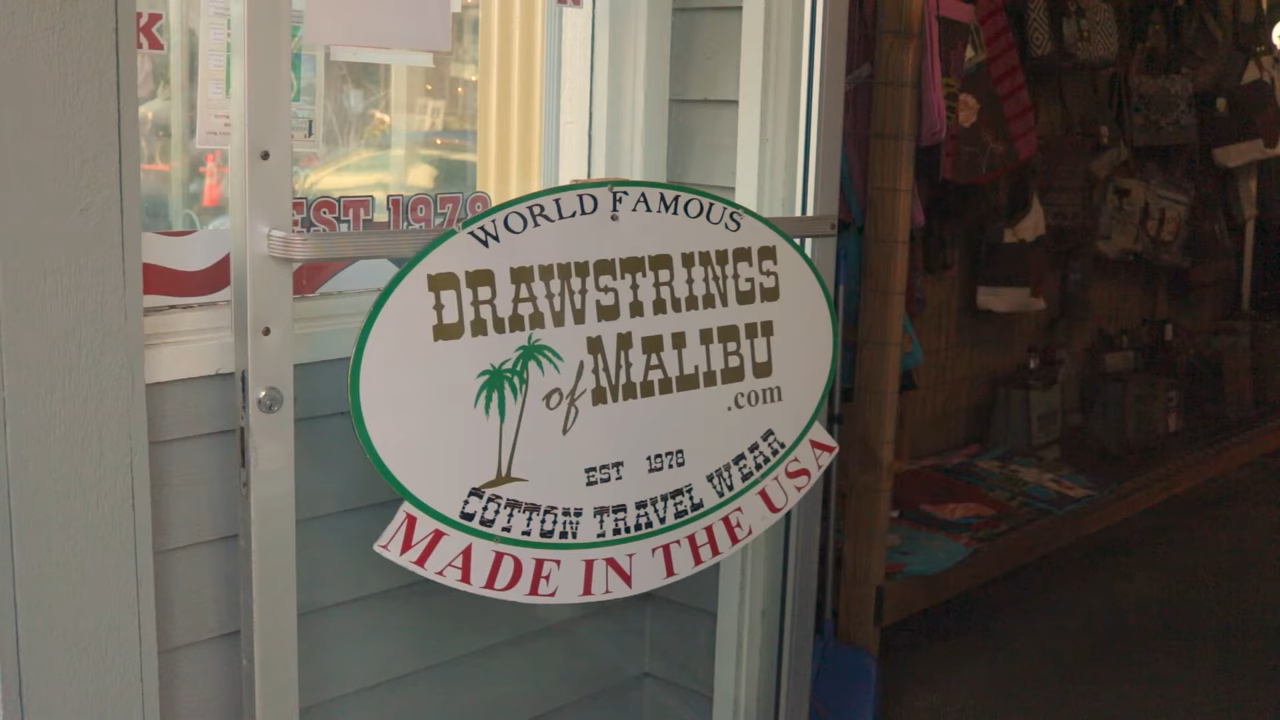 K
EST 1978
WORLD FAMOUS
DRAWSTRINGS
of MALIBU
.com
EST 1978
COTTON TRAVEL WEAR
MADE IN THE USA